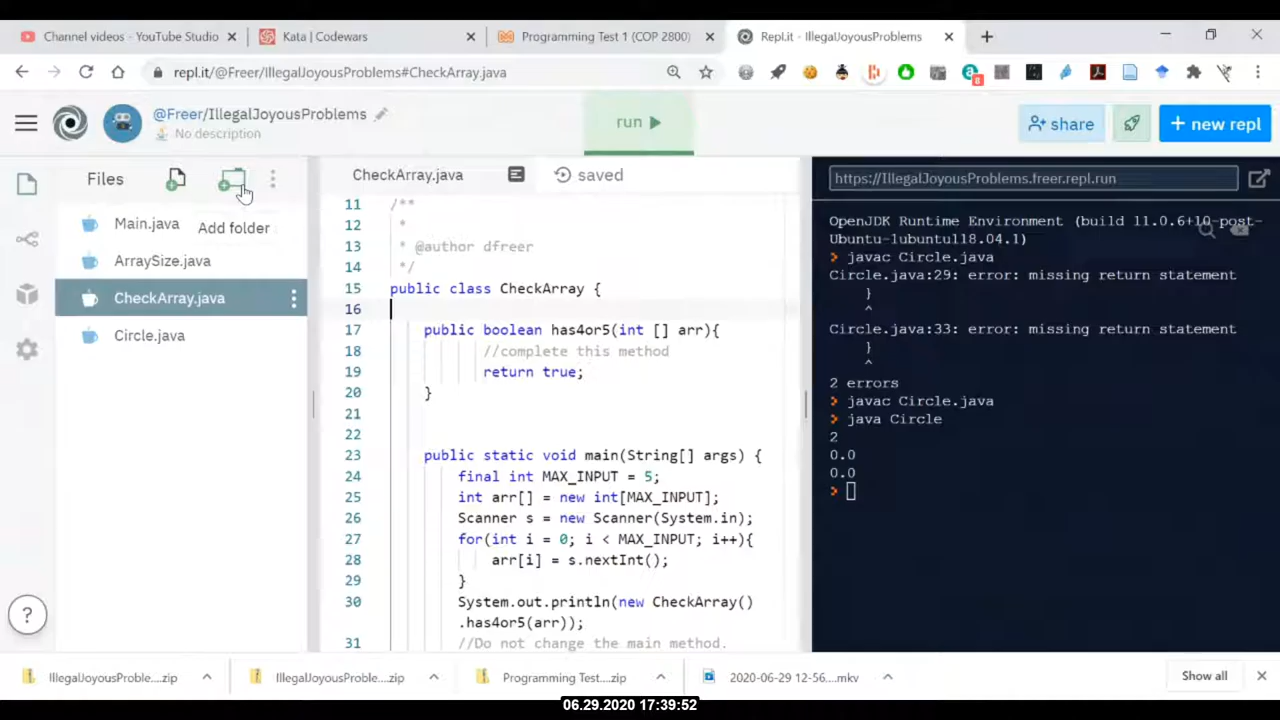 Channel videos - YouTube Studio
Kata | Codewars
Programming Test 1 (COP 2800)
Repl.it - IllegalJoyousProblems
repl.it/@Freer/IllegalJoyousProblems#CheckArray.java
8
@Freer/IllegalJoyousProblems
No description
run
share
+ new repl
Files
Add folder
Main.java
ArraySize.java
CheckArray.java
Circle.java
?
CheckArray.java
saved
11 /**
12 *
13 * @author dfreer
14 */
15 public class CheckArray {
16
17 public boolean has4or5(int [] arr){
18 //complete this method
19 return true;
20 }
21
22
23 public static void main(String[] args) {
24 final int MAX_INPUT = 5;
25 int arr[] = new int[MAX_INPUT];
26 Scanner s = new Scanner(System.in);
27 for(int i = 0; i < MAX_INPUT; i++){
28 arr[i] = s.nextInt();
29 }
30 System.out.println(new CheckArray()
.has4or5(arr));
31 //Do not change the main method.
https://IllegalJoyousProblems.freer.repl.run
OpenJDK Runtime Environment (build 11.0.6+10-post-
Ubuntu-1ubuntu118.04.1)
> javac Circle.java
Circle.java:29: error: missing return statement
}
^
Circle.java:33: error: missing return statement
}
^
2 errors
> javac Circle.java
> java Circle
2
0.0
0.0
>
IllegalJoyousProble....zip
IllegalJoyousProble....zip
Programming Test....zip
2020-06-29 12-56....mkv
Show all
06.29.2020 17:39:52